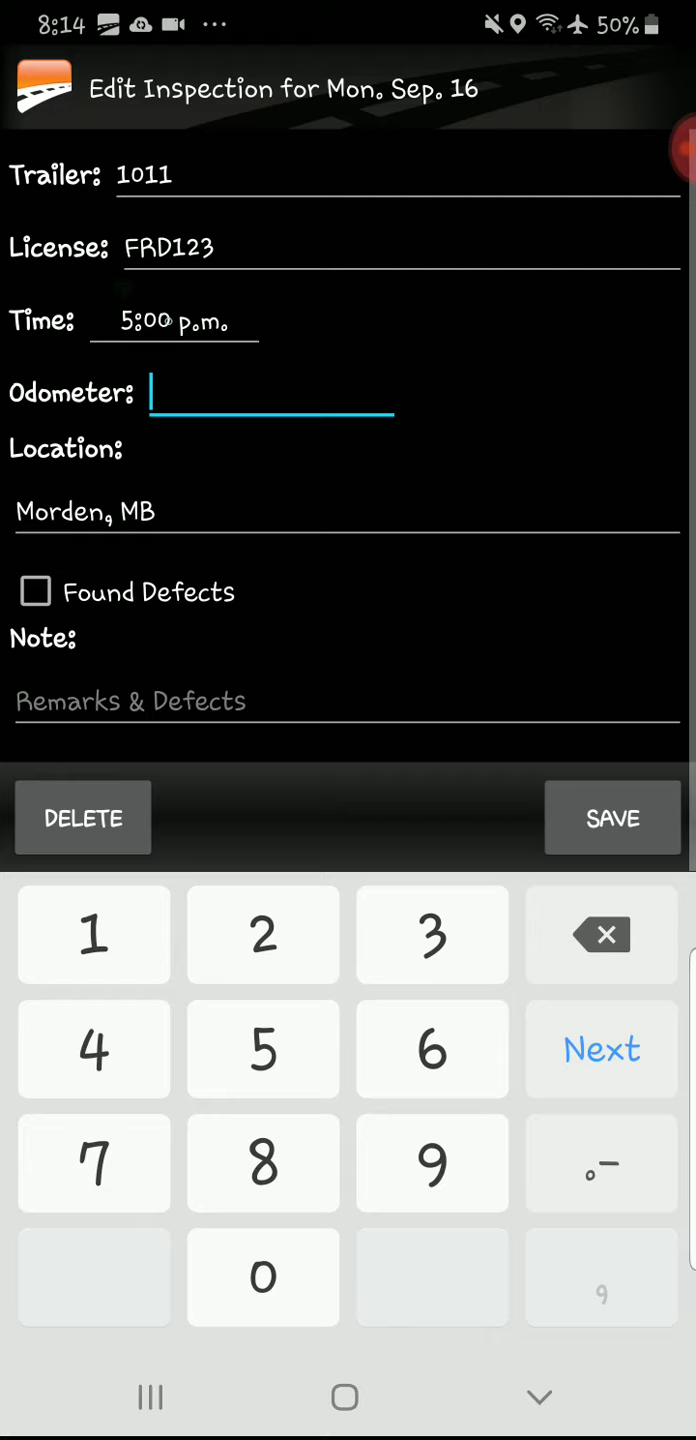 8:14 ... 50%
Edit Inspection for Mon. Sep. 16
Trailer: 1011
License: FRD123
Time: 5:00 p.m.
Odometer:
Location:
Morden, MB
Found Defects
Note:
Remarks & Defects
DELETE SAVE
1 2 3
4 5 6 Next
7 8 9 .-
0 ,